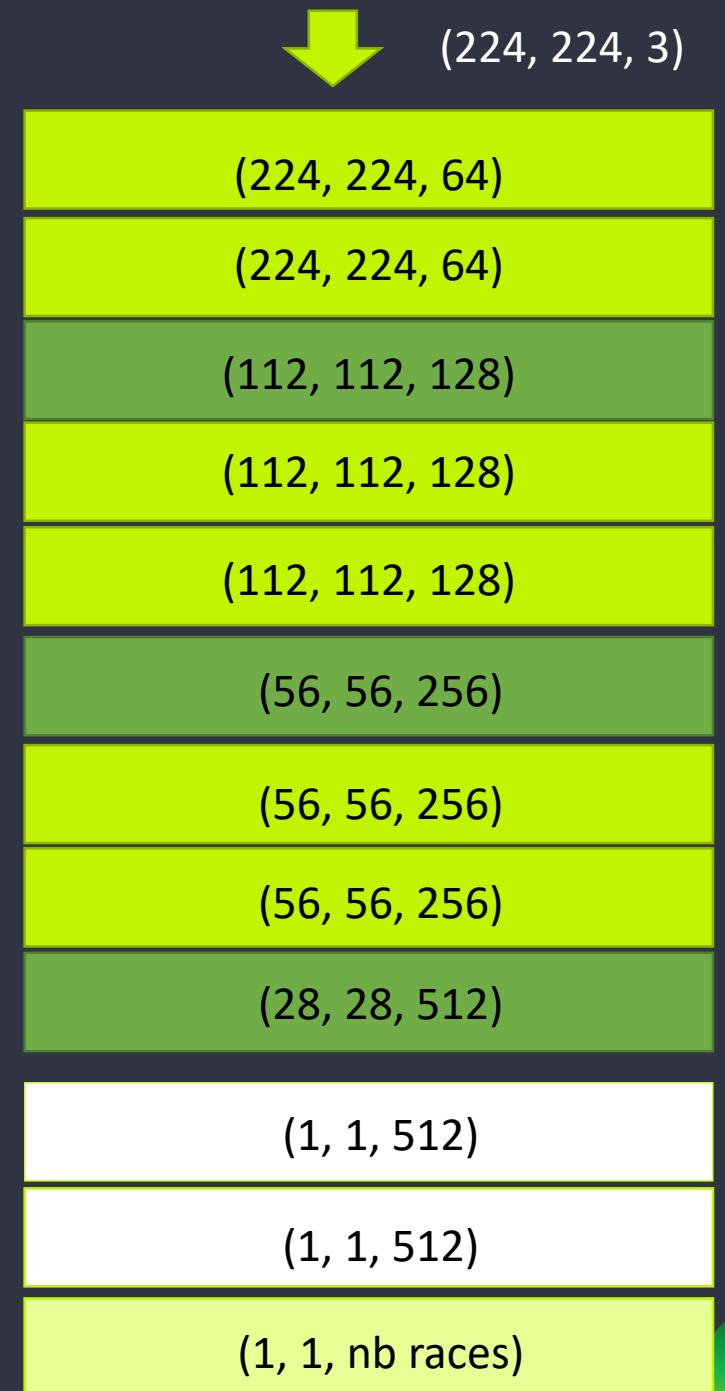 (224, 224, 3)
(224, 224, 64)
(224, 224, 64)
(112, 112, 128)
(112, 112, 128)
(112, 112, 128)
(56, 56, 256)
(56, 56, 256)
(56, 56, 256)
(28, 28, 512)
(1, 1, 512)
(1, 1, 512)
(1, 1, nb races)